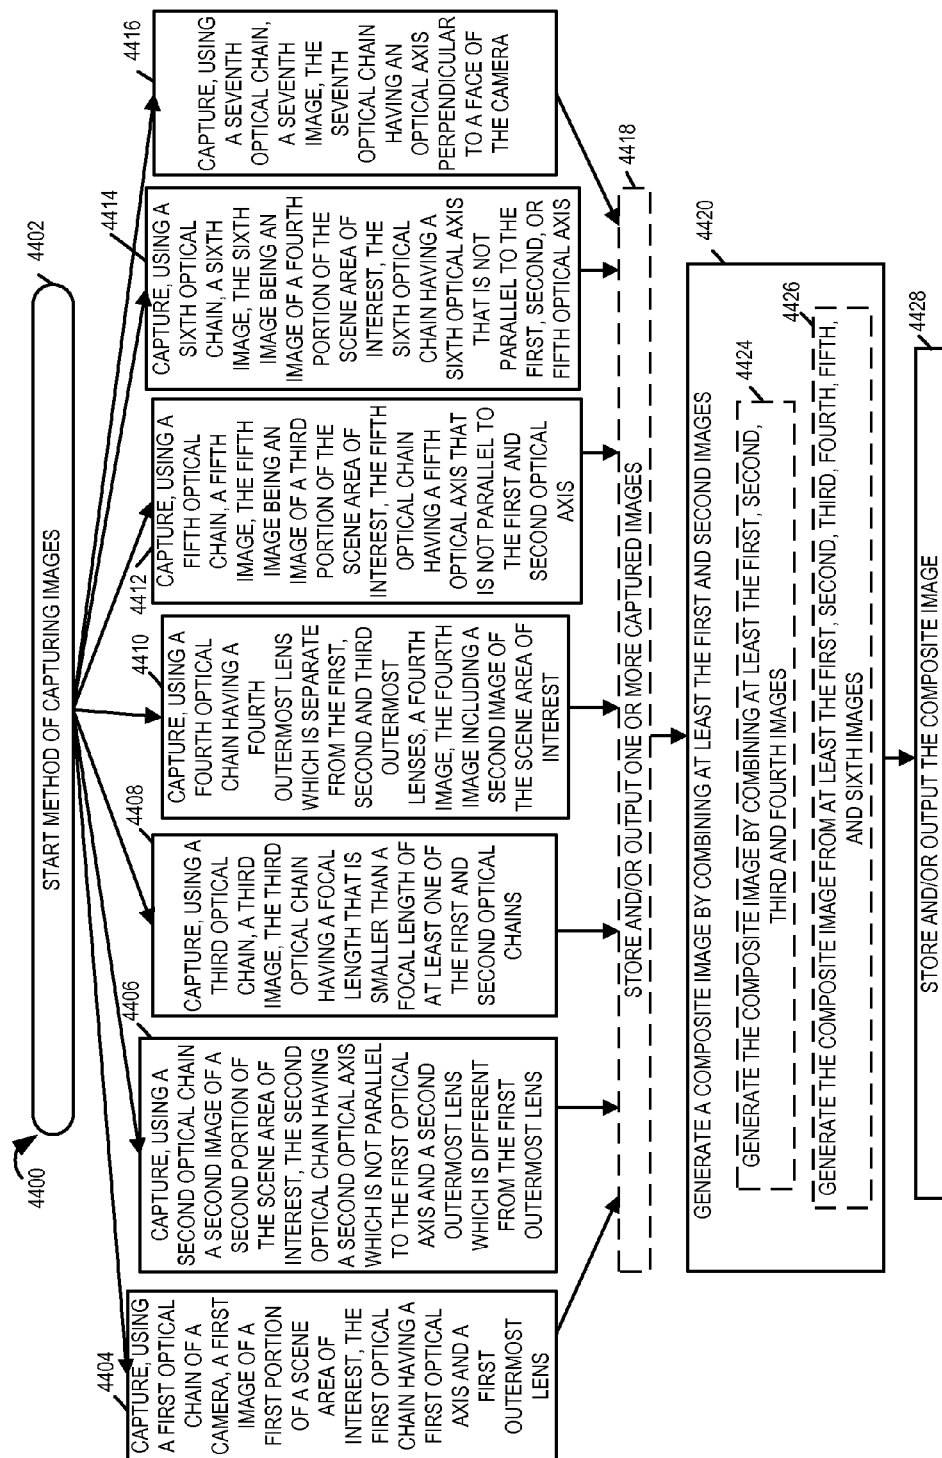 4400
START METHOD OF CAPTURING IMAGES
4402
4404
CAPTURE, USING
A FIRST OPTICAL
CHAIN OF A
CAMERA, A FIRST
IMAGE OF A
FIRST PORTION
OF A SCENE
AREA OF
INTEREST, THE
FIRST OPTICAL
CHAIN HAVING A
FIRST OPTICAL
AXIS AND A
FIRST
OUTERMOST
LENS
4406
CAPTURE, USING A
SECOND OPTICAL CHAIN
A SECOND IMAGE OF A
SECOND PORTION OF
THE SCENE AREA OF
INTEREST, THE SECOND
OPTICAL CHAIN HAVING
A SECOND OPTICAL AXIS
WHICH IS NOT PARALLEL
TO THE FIRST OPTICAL
AXIS AND A SECOND
OUTERMOST LENS
WHICH IS DIFFERENT
FROM THE FIRST
OUTERMOST LENS
4408
CAPTURE, USING A
THIRD OPTICAL
CHAIN, A THIRD
IMAGE, THE THIRD
OPTICAL CHAIN
HAVING A FOCAL
LENGTH THAT IS
SMALLER THAN A
FOCAL LENGTH OF
AT LEAST ONE OF
THE FIRST AND
SECOND OPTICAL
CHAINS
4410
CAPTURE, USING A
FOURTH OPTICAL
CHAIN HAVING A
FOURTH
OUTERMOST LENS
WHICH IS SEPARATE
FROM THE FIRST,
SECOND AND THIRD
OUTERMOST
LENSES, A FOURTH
IMAGE, THE FOURTH
IMAGE INCLUDING A
SECOND IMAGE OF
THE SCENE AREA OF
INTEREST
4412
CAPTURE, USING A
FIFTH OPTICAL
CHAIN, A FIFTH
IMAGE, THE FIFTH
IMAGE BEING AN
IMAGE OF A THIRD
PORTION OF THE
SCENE AREA OF
INTEREST, THE FIFTH
OPTICAL CHAIN
HAVING A FIFTH
OPTICAL AXIS THAT
IS NOT PARALLEL TO
THE FIRST AND
SECOND OPTICAL
AXIS
4414
CAPTURE, USING A
SIXTH OPTICAL
CHAIN, A SIXTH
IMAGE, THE SIXTH
IMAGE BEING AN
IMAGE OF A FOURTH
PORTION OF THE
SCENE AREA OF
INTEREST, THE
SIXTH OPTICAL
CHAIN HAVING A
SIXTH OPTICAL AXIS
THAT IS NOT
PARALLEL TO THE
FIRST, SECOND, OR
FIFTH OPTICAL AXIS
4416
CAPTURE, USING
A SEVENTH
OPTICAL CHAIN,
A SEVENTH
IMAGE, THE
SEVENTH
OPTICAL CHAIN
HAVING AN
OPTICAL AXIS
PERPENDICULAR
TO A FACE OF
THE CAMERA
4418
STORE AND/OR OUTPUT ONE OR MORE CAPTURED IMAGES
4420
GENERATE A COMPOSITE IMAGE BY COMBINING AT LEAST THE FIRST AND SECOND IMAGES
4424
GENERATE THE COMPOSITE IMAGE BY COMBINING AT LEAST THE FIRST, SECOND,
THIRD AND FOURTH IMAGES
4426
GENERATE THE COMPOSITE IMAGE FROM AT LEAST THE FIRST, SECOND, THIRD, FOURTH, FIFTH,
AND SIXTH IMAGES
4428
STORE AND/OR OUTPUT THE COMPOSITE IMAGE